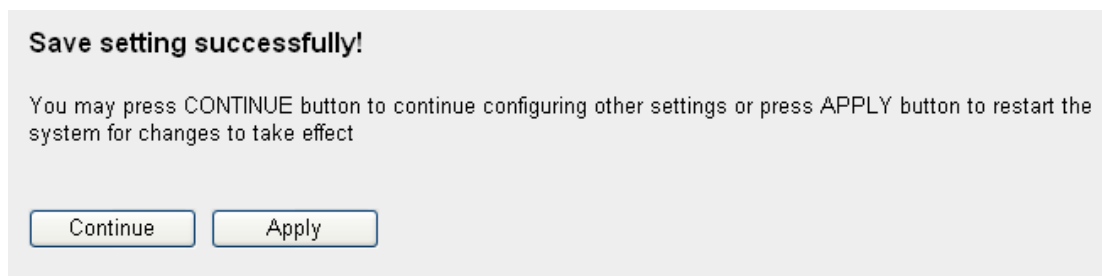 Save setting successfully!
You may press CONTINUE button to continue configuring other settings or press APPLY button to restart the
system for changes to take effect
Continue
Apply